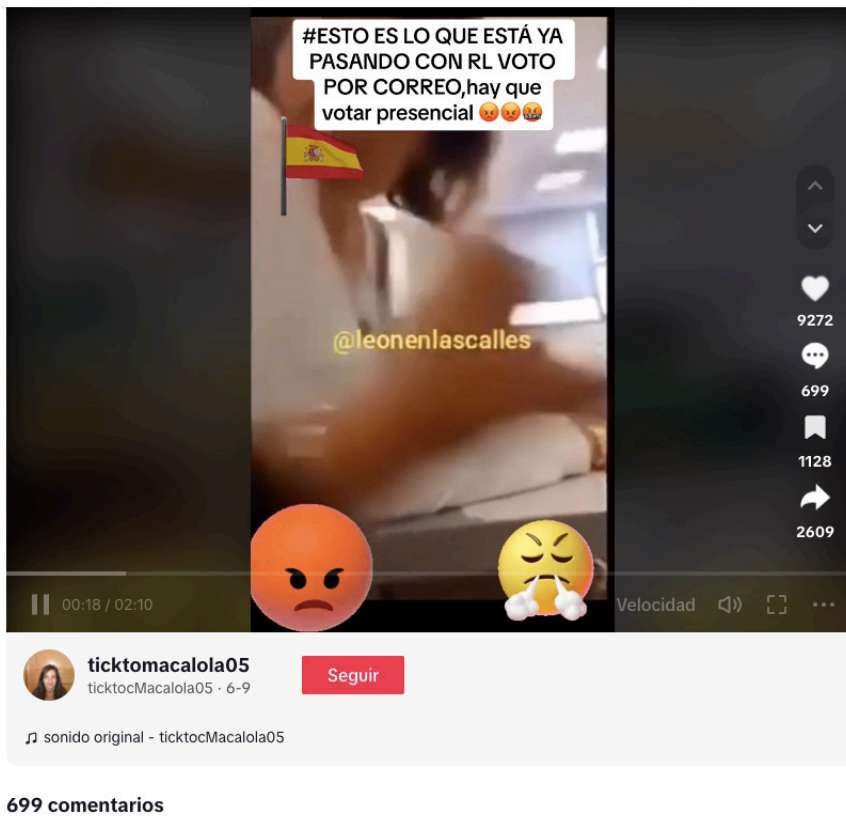 #ESTO ES LO QUE ESTÁ YA
PASANDO CON RL VOTO
POR CORREO,hay que
votar presencial 😡😡🤬
@leonenlascalles
9272
699
1128
2609
00:18 / 02:10
Velocidad
ticktomacalola05
ticktocMacalola05 · 6-9
Seguir
♫ sonido original - ticktocMacalola05
699 comentarios